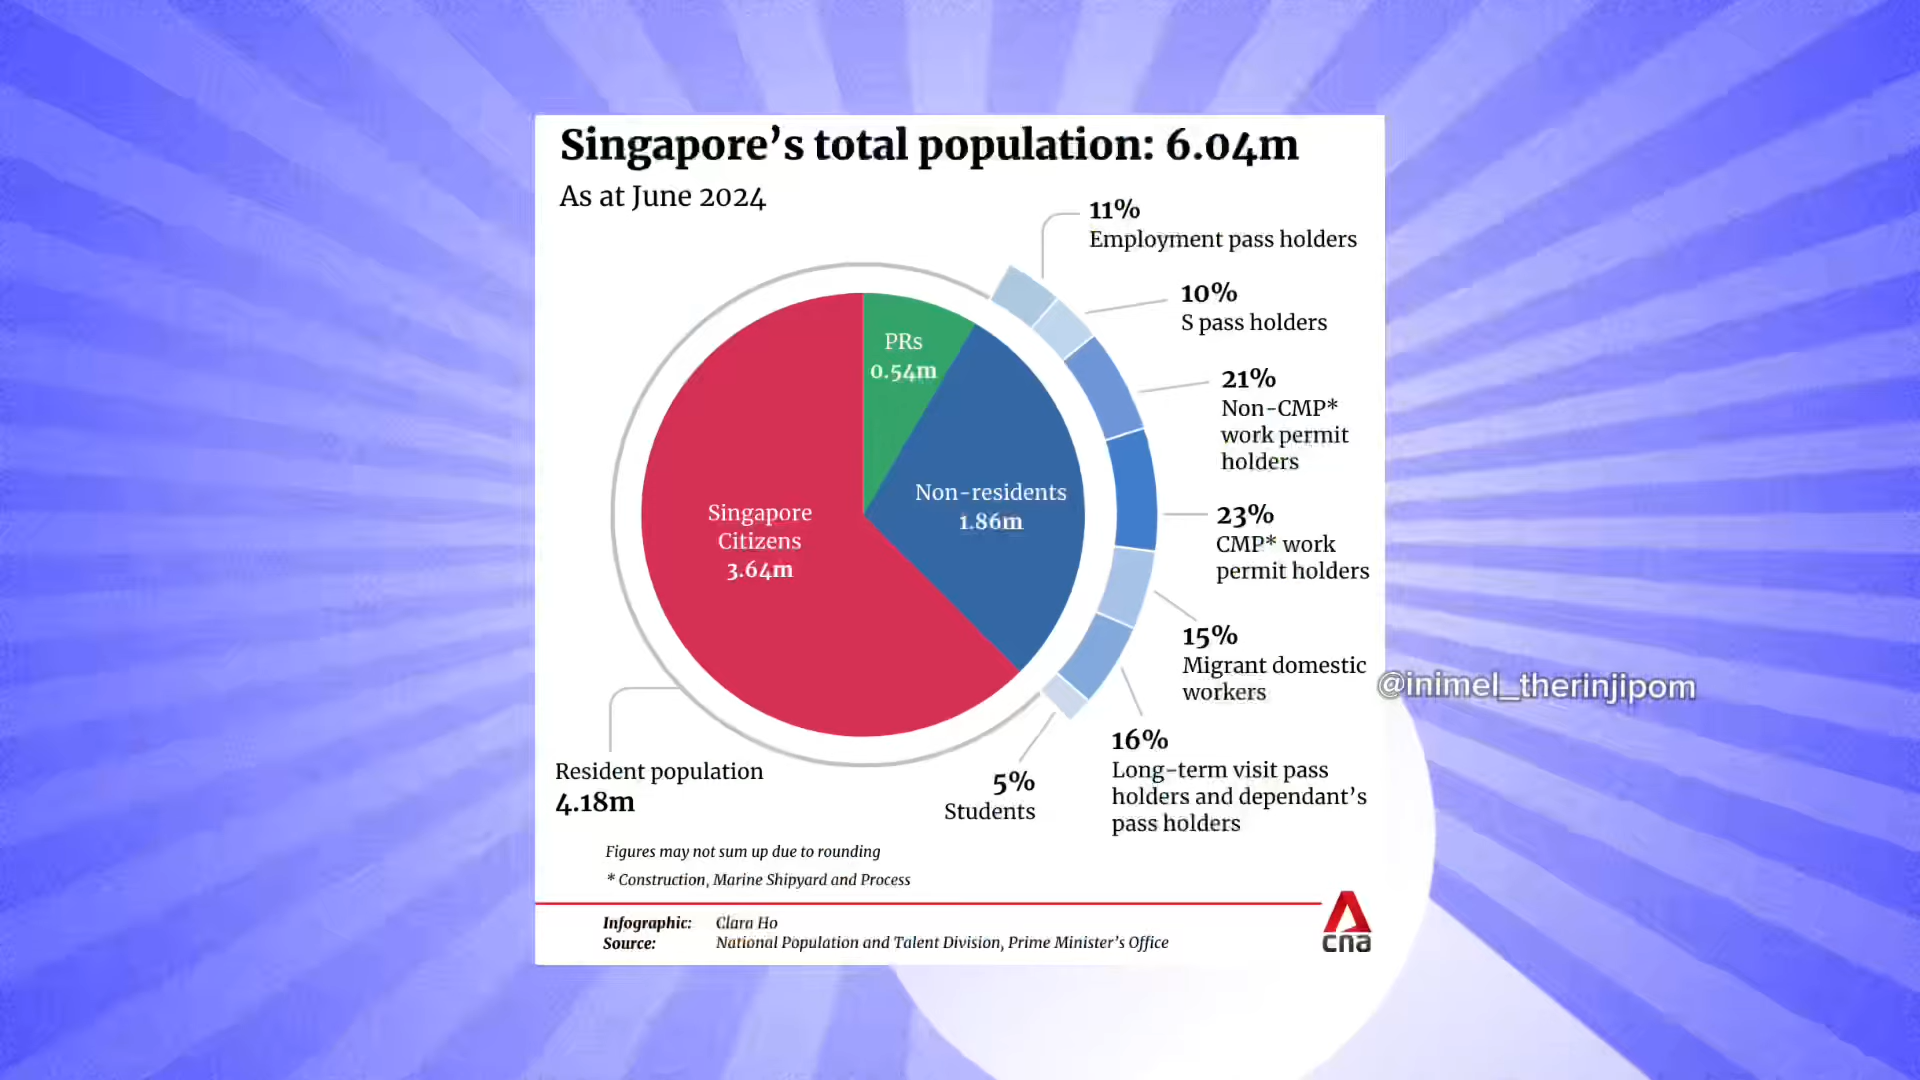 Singapore's total population: 6.04m
As at June 2024
11%
Employment pass holders
10%
S pass holders
21%
Non-CMP*
work permit
holders
23%
CMP* work
permit holders
15%
Migrant domestic
workers
16%
Long-term visit pass
holders and dependant's
pass holders
5%
Students
PRs
0.54m
Non-residents
1.86m
Singapore
Citizens
3.64m
Resident population
4.18m
Figures may not sum up due to rounding
* Construction, Marine Shipyard and Process
Infographic: Clara Ho
Source: National Population and Talent Division, Prime Minister's Office
cna
@inimel_therinjipom